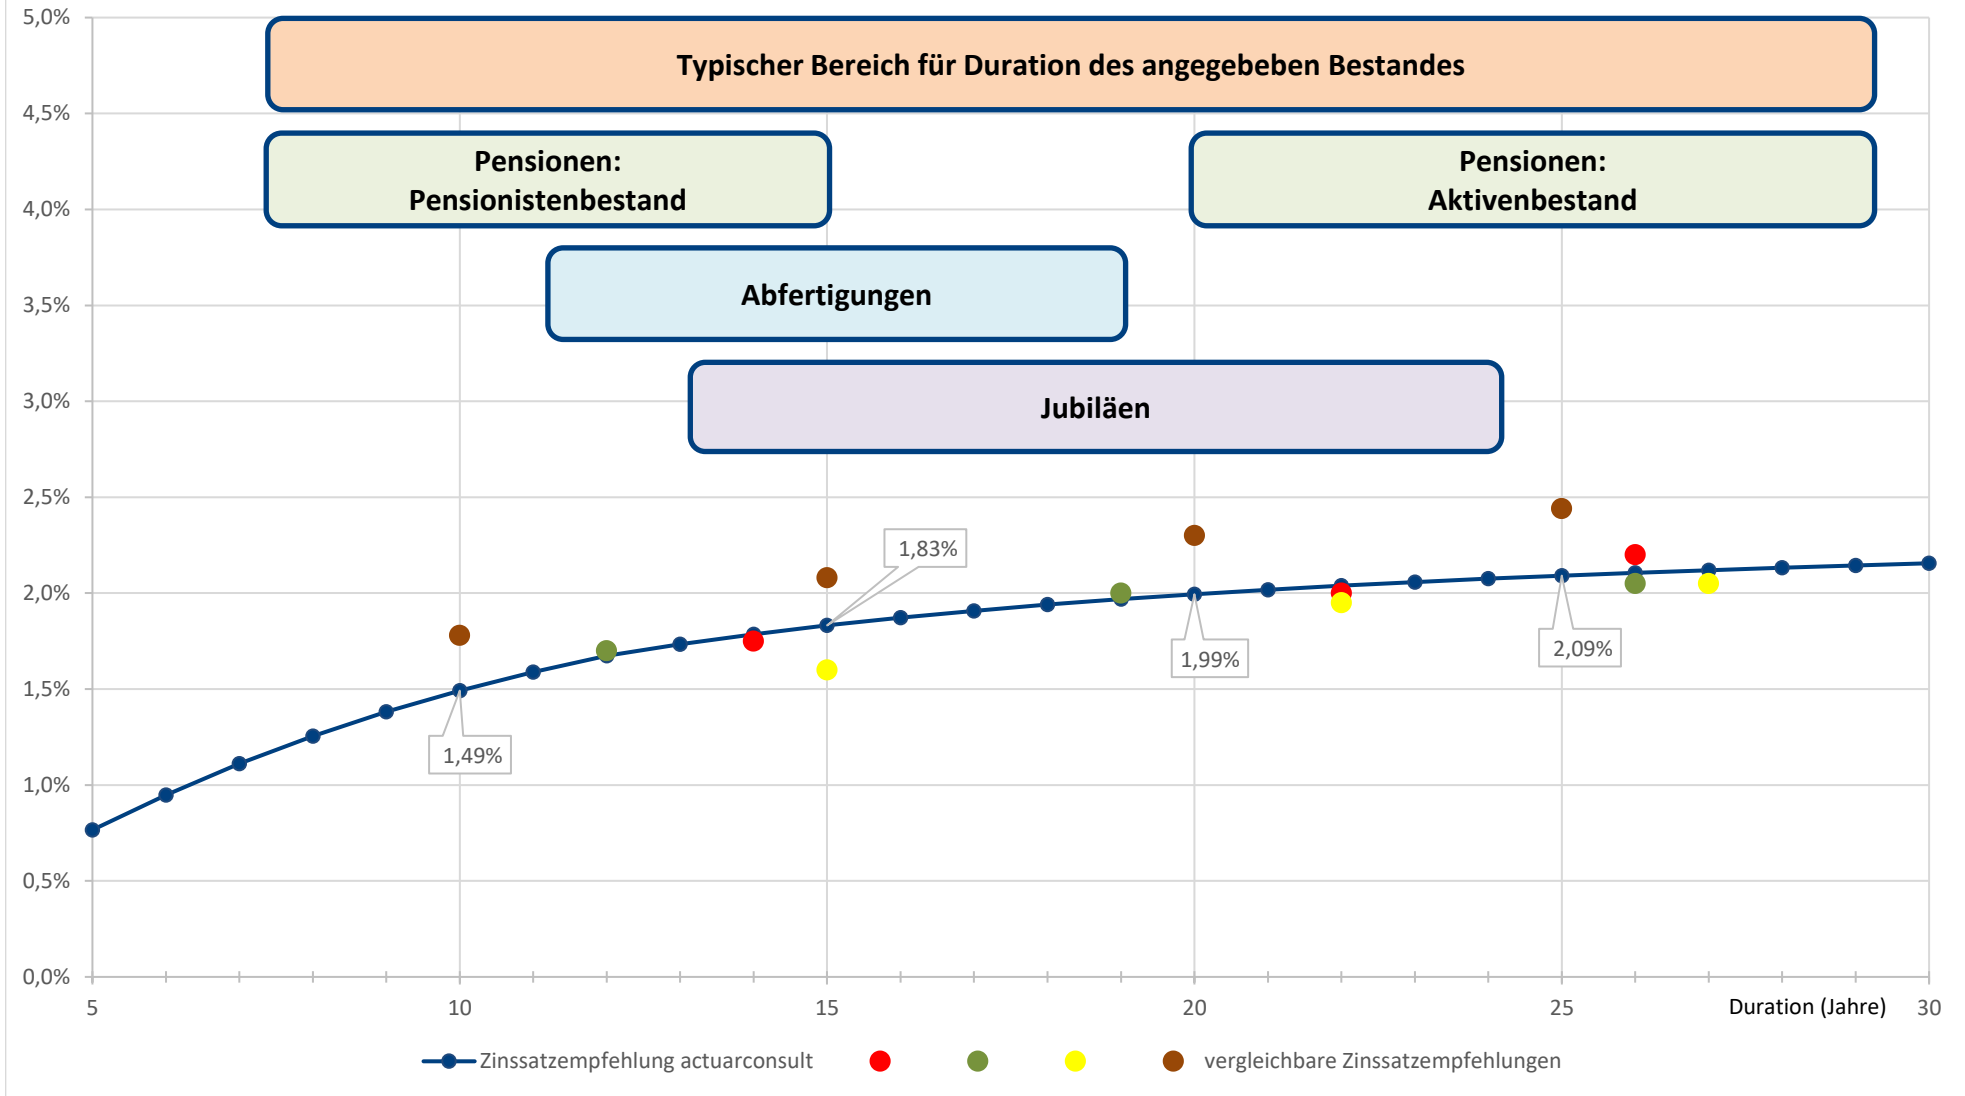 5,0%
Typischer Bereich für Duration des angegebeben Bestandes
4,5%
Pensionen:
Pensionistenbestand
Pensionen:
Aktivenbestand
4,0%
Abfertigungen
3,5%
3,0%
Jubiläen
2,5%
1,83%
2,0%
1,99%
2,09%
1,5%
1,49%
1,0%
0,5%
0,0%
5
10
15
20
25
Duration (Jahre)
30
Zinssatzempfehlung actuarconsult
vergleichbare Zinssatzempfehlungen